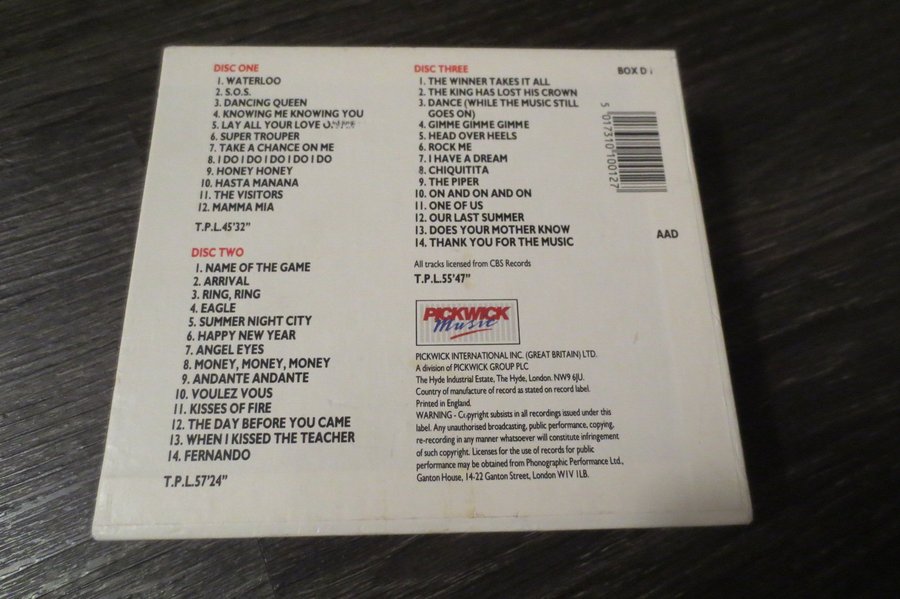 DISC ONE
1. WATERLOO
2. S.O.S.
3. DANCING QUEEN
4. KNOWING ME KNOWING YOU
5. LAY ALL YOUR LOVE
6. SUPER TROUPER
7. TAKE A CHANCE ON ME
8. I DO I DO I DO I DO I DO
9. HONEY HONEY
10. HASTA MANANA
11. THE VISITORS
12. MAMMA MIA
T.P.L.45'32"
DISC TWO
1. NAME OF THE GAME
2. ARRIVAL
3. RING, RING
4. EAGLE
5. SUMMER NIGHT CITY
6. HAPPY NEW YEAR
7. ANGEL EYES
8. MONEY, MONEY, MONEY
9. ANDANTE ANDANTE
10. VOULEZ VOUS
11. KISSES OF FIRE
12. THE DAY BEFORE YOU CAME
13. WHEN I KISSED THE TEACHER
14. FERNANDO
T.P.L.57'24"
DISC THREE
1. THE WINNER TAKES IT ALL
2. THE KING HAS LOST HIS CROWN
3. DANCE (WHILE THE MUSIC STILL
GOES ON)
4. GIMME GIMME GIMME
5. HEAD OVER HEELS
6. ROCK ME
7. I HAVE A DREAM
8. CHIQUITITA
9. THE PIPER
10. ON AND ON AND ON
11. ONE OF US
12. OUR LAST SUMMER
13. DOES YOUR MOTHER KNOW
14. THANK YOU FOR THE MUSIC
All tracks licensed from CBS Records
T.P.L.55'47"
PICKWICK
Music
PICKWICK INTERNATIONAL INC. (GREAT BRITAIN) LTD.
A division of PICKWICK GROUP PLC
The Hyde Industrial Estate, The Hyde, London. NW9 6JU.
Country of manufacture of record as stated on record label.
Printed in England.
WARNING - Copyright subsists in all recordings issued under this
label. Any unauthorised broadcasting, public performance, copying,
re-recording in any manner whatsoever will constitute infringement
of such copyright. Licenses for the use of records for public
performance may be obtained from Phonographic Performance Ltd.,
Ganton House, 14-22 Ganton Street, London W1V 1LB.
BOX D
5 017310 100127
AAD